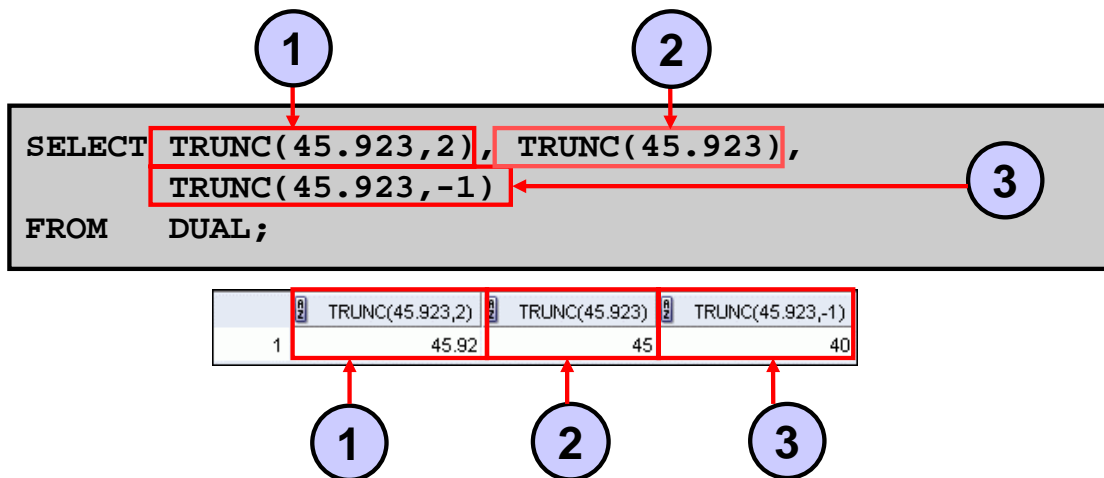 1 2
SELECT TRUNC(45.923,2), TRUNC(45.923),
TRUNC(45.923,-1) 3
FROM DUAL;
TRUNC(45.923,2) TRUNC(45.923) TRUNC(45.923,-1)
1 45.92 45 40
1 2 3